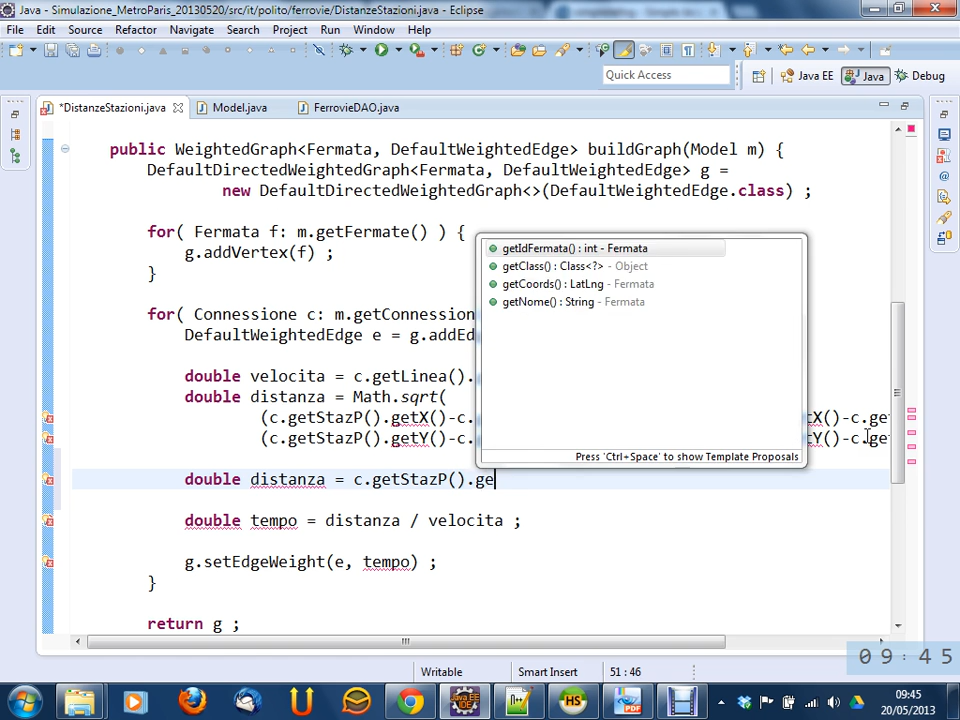 Java - Simulazione_MetroParis_20130520/src/it/polito/ferrovie/DistanzeStazioni.java - Eclipse
File Edit Source Refactor Navigate Search Project Run Window Help
Quick Access
Java EE Java Debug
*DistanzeStazioni.java Model.java FerrovieDAO.java
public WeightedGraph<Fermata, DefaultWeightedEdge> buildGraph(Model m) {
DefaultDirectedWeightedGraph<Fermata, DefaultWeightedEdge> g =
new DefaultDirectedWeightedGraph<>(DefaultWeightedEdge.class) ;
for( Fermata f: m.getFermate() ) {
g.addVertex(f) ;
}
for( Connessione c: m.getConnession
DefaultWeightedEdge e = g.addEd
double velocita = c.getLinea().
double distanza = Math.sqrt(
(c.getStazP().getX()-c. tX()-c.get
(c.getStazP().getY()-c. tY()-c.get
double distanza = c.getStazP().ge
double tempo = distanza / velocita ;
g.setEdgeWeight(e, tempo) ;
}
return g ;
getIdFermata() : int - Fermata
getClass() : Class<?> - Object
getCoords() : LatLng - Fermata
getNome() : String - Fermata
Press 'Ctrl+Space' to show Template Proposals
Writable Smart Insert 51 : 46
09:45
09:45
20/05/2013